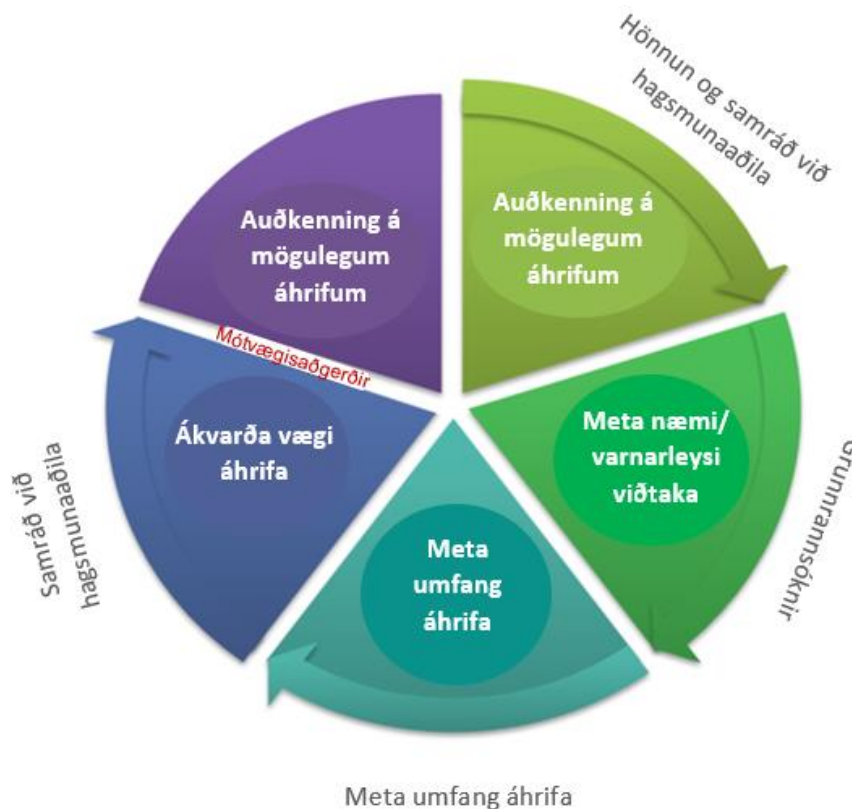 Hönnun og samráð við
hagsmunaaðila
Auðkenning á
mögulegum
áhrifum
Auðkenning á
mögulegum
áhrifum
Mótvægisaðgerðir
Meta næmi/
varnarleysi
viðtaka
Grunnrannsóknir
Ákvarða vægi
áhrifa
Samráð við
hagsmunaaðila
Meta
umfang
áhrifa
Meta umfang áhrifa